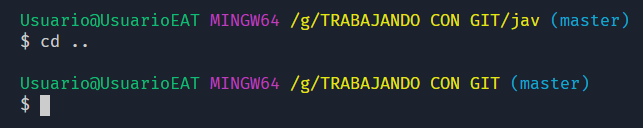 Usuario@UsuarioEAT MINGW64 /g/TRABAJANDO CON GIT/jav (master)
$ cd ..
Usuario@UsuarioEAT MINGW64 /g/TRABAJANDO CON GIT (master)
$